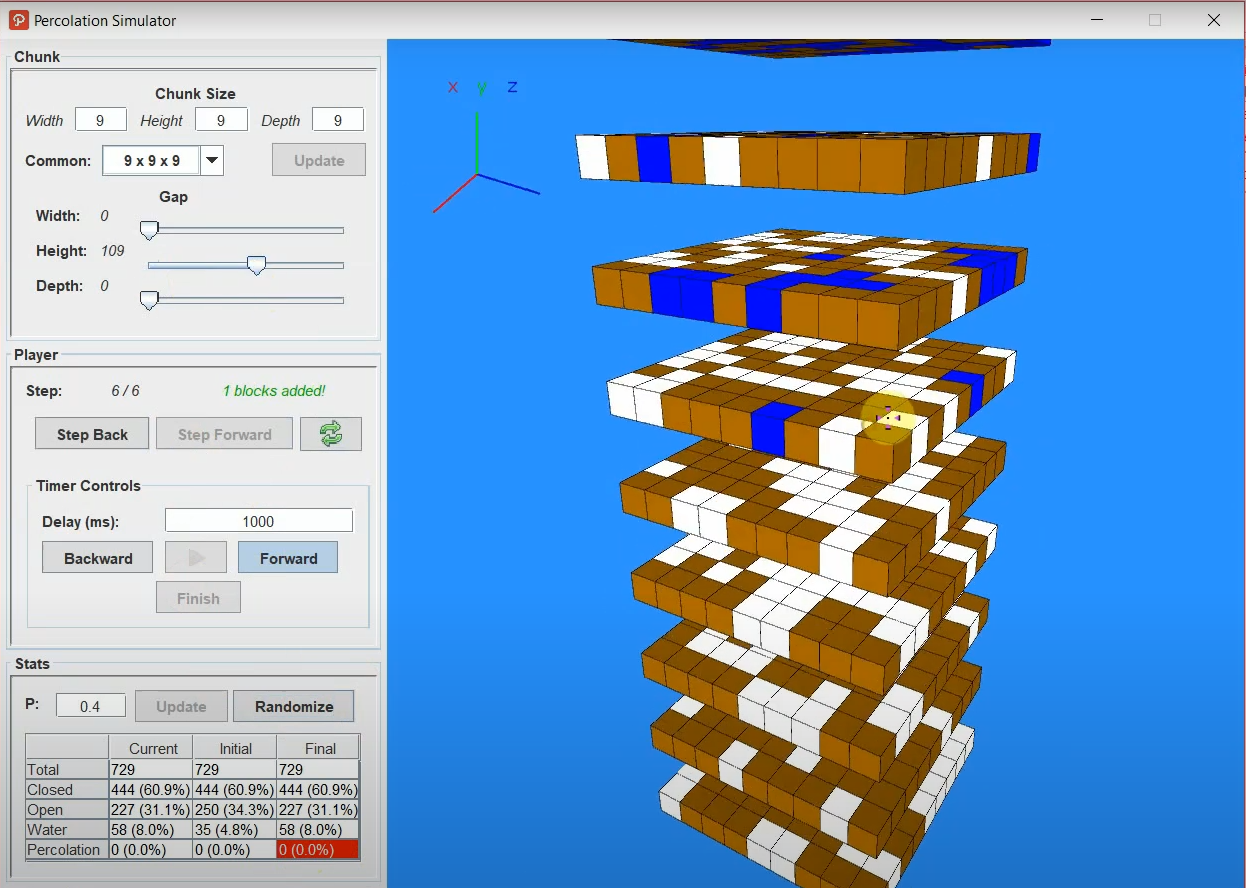 Percolation Simulator
Chunk
Chunk Size
Width 9 Height 9 Depth 9
Common: 9 x 9 x 9 Update
Gap
Width: 0
Height: 109
Depth: 0
Player
Step: 6 / 6 1 blocks added!
Step Back Step Forward
Timer Controls
Delay (ms): 1000
Backward Forward
Finish
Stats
P: 0.4 Update Randomize
Current Initial Final
Total 729 729 729
Closed 444 (60.9%) 444 (60.9%) 444 (60.9%)
Open 227 (31.1%) 250 (34.3%) 227 (31.1%)
Water 58 (8.0%) 35 (4.8%) 58 (8.0%)
Percolation 0 (0.0%) 0 (0.0%) 0 (0.0%)
x y z